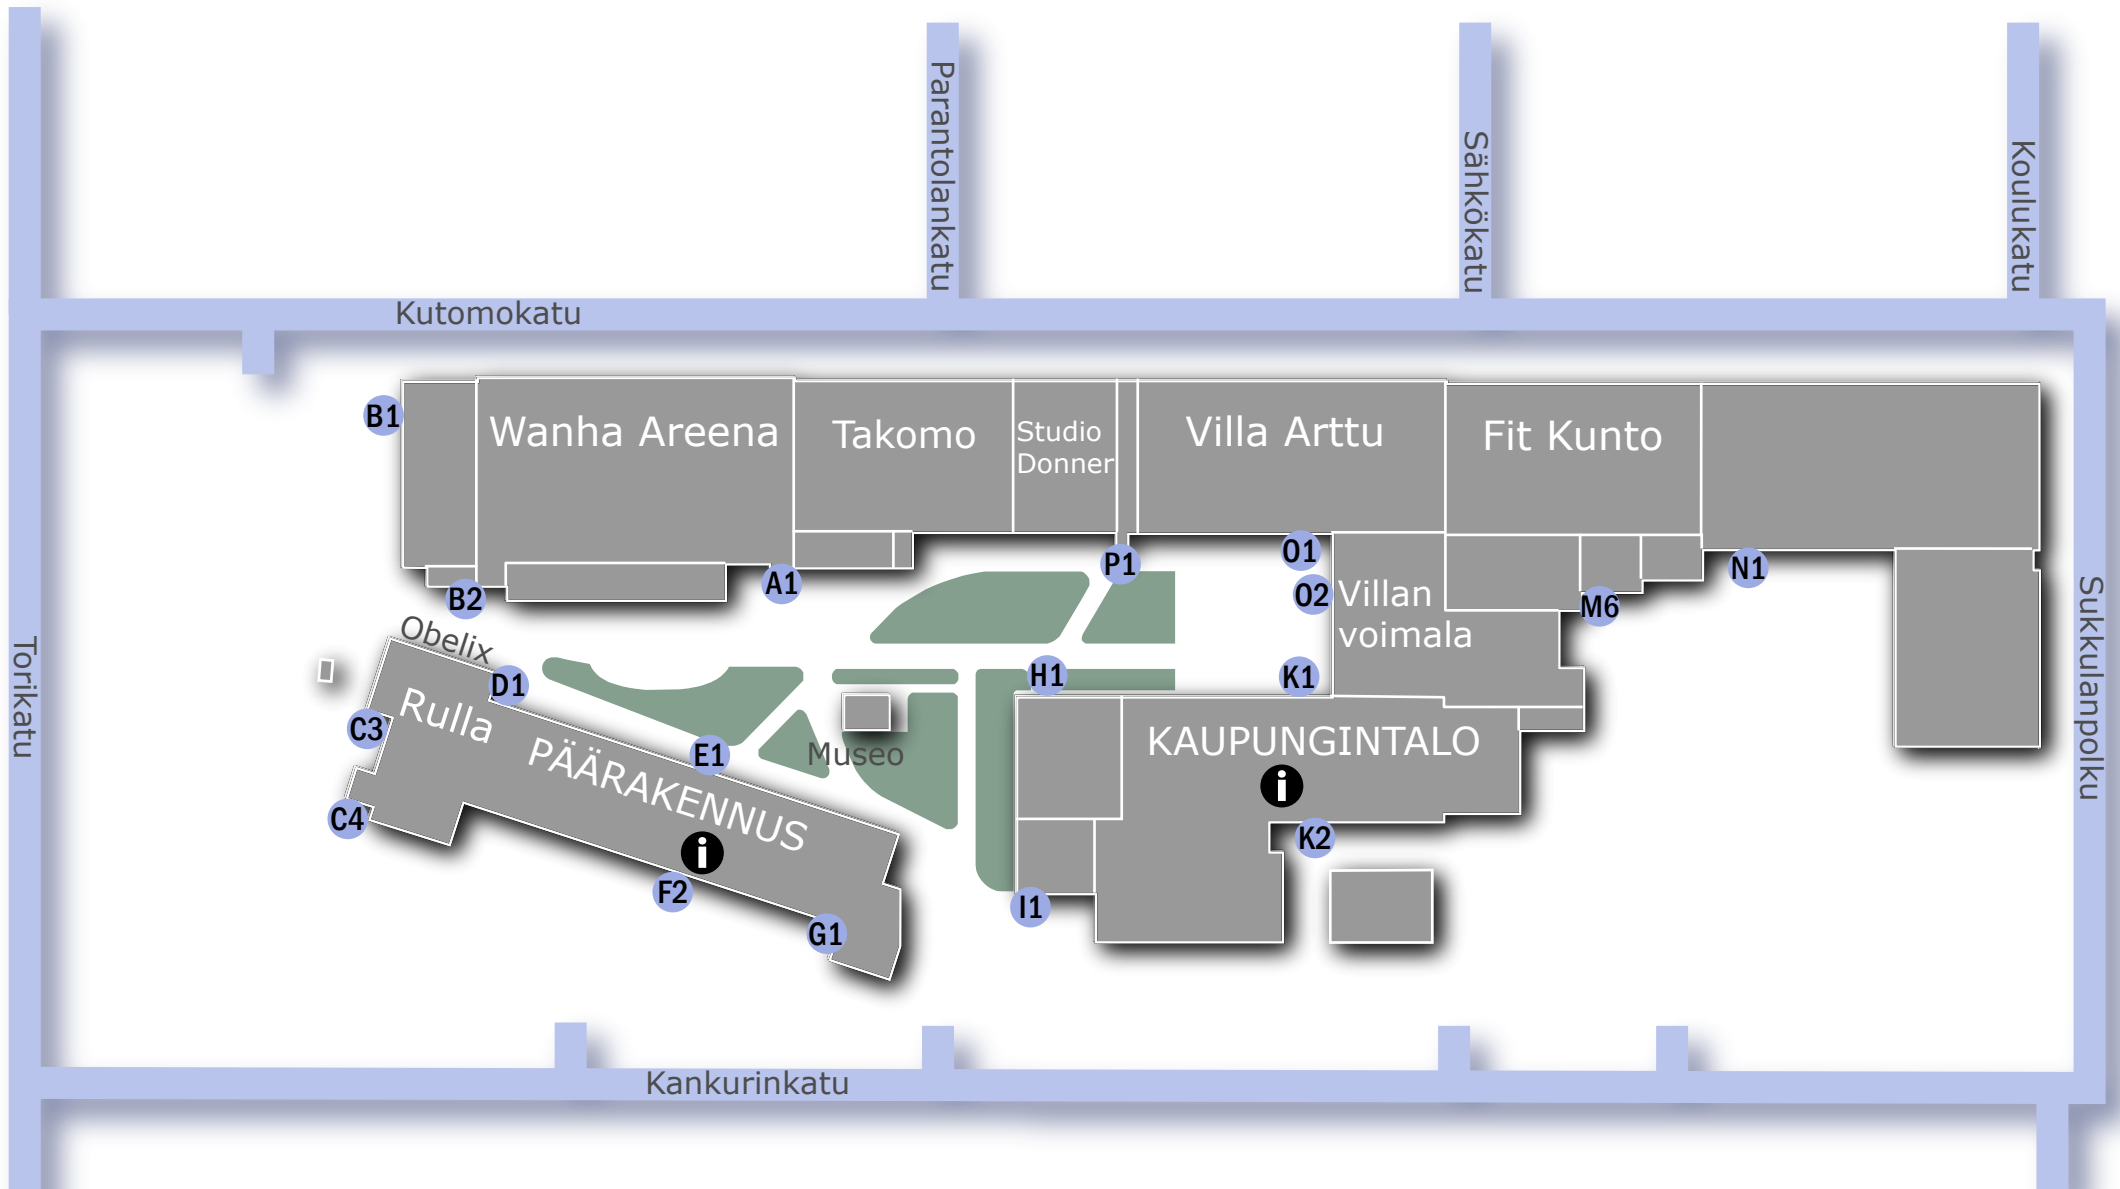 Parantolankatu
Sähkökatu
Koulukatu
Kutomokatu
B1
Wanha Areena
Takomo
Studio
Donner
Villa Arttu
Fit Kunto
B2
A1
P1
O1
O2
Villan
voimala
M6
N1
Torikatu
Sukkulanpolku
Obelix
D1
H1
K1
Rulla
C3
PÄÄRAKENNUS
E1
Museo
KAUPUNGINTALO
i
C4
i
K2
F2
G1
I1
Kankurinkatu